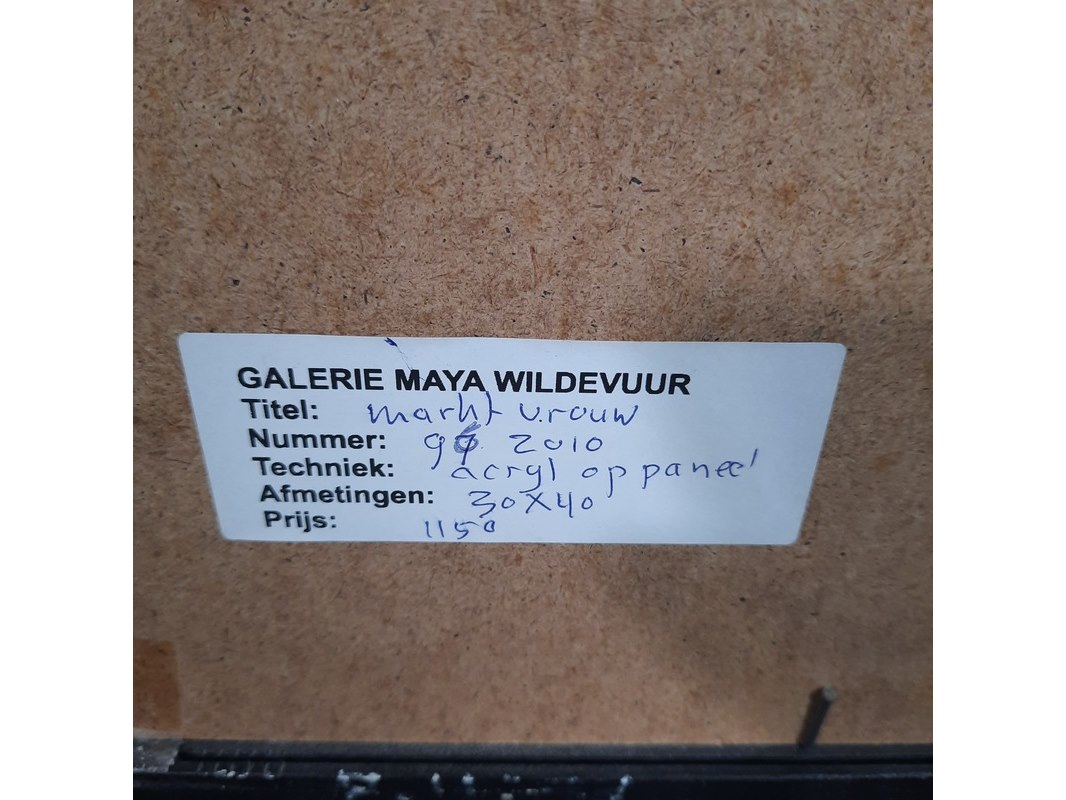 GALERIE MAYA WILDEVUUR
Titel: markt vrouw
Nummer: 2010
Techniek: acryl op paneel
Afmetingen: 30X40
Prijs: 1150